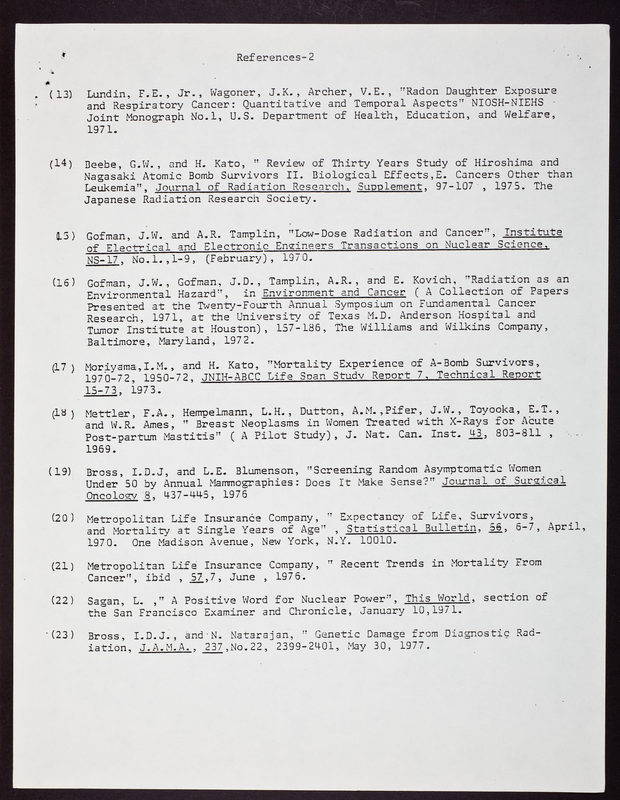 References-2
(13) Lundin, F.E., Jr., Wagoner, J.K., Archer, V.E., "Radon Daughter Exposure
and Respiratory Cancer: Quantitative and Temporal Aspects" NIOSH-NIEHS
Joint Monograph No.1, U.S. Department of Health, Education, and Welfare,
1971.
(14) Beebe, G.W., and H. Kato, " Review of Thirty Years Study of Hiroshima and
Nagasaki Atomic Bomb Survivors II. Biological Effects,E. Cancers Other than
Leukemia", Journal of Radiation Research, Supplement, 97-107 , 1975. The
Japanese Radiation Research Society.
(15) Gofman, J.W. and A.R. Tamplin, "Low-Dose Radiation and Cancer", Institute
of Electrical and Electronic Engineers Transactions on Nuclear Science,
NS-17, No.1.,1-9, (February), 1970.
(16) Gofman, J.W., Gofman, J.D., Tamplin, A.R., and E. Kovich, "Radiation as an
Environmental Hazard", in Environment and Cancer ( A Collection of Papers
Presented at the Twenty-Fourth Annual Symposium on Fundamental Cancer
Research, 1971, at the University of Texas M.D. Anderson Hospital and
Tumor Institute at Houston), 157-186, The Williams and Wilkins Company,
Baltimore, Maryland, 1972.
(17 ) Moriyama,I.M., and H. Kato, "Mortality Experience of A-Bomb Survivors,
1970-72, 1950-72, JNIH-ABCC Life Span Study Report 7, Technical Report
15-73, 1973.
(18 ) Mettler, F.A., Hempelmann, L.H., Dutton, A.M.,Pifer, J.W., Toyooka, E.T.,
and W.R. Ames, " Breast Neoplasms in Women Treated with X-Rays for Acute
Post-partum Mastitis" ( A Pilot Study), J. Nat. Can. Inst. 43, 803-811 ,
1969.
(19) Bross, I.D.J, and L.E. Blumenson, "Screening Random Asymptomatic Women
Under 50 by Annual Mammographies: Does It Make Sense?" Journal of Surgical
Oncology 8, 437-445, 1976
(20) Metropolitan Life Insurance Company, " Expectancy of Life, Survivors,
and Mortality at Single Years of Age" , Statistical Bulletin, 56, 6-7, April,
1970. One Madison Avenue, New York, N.Y. 10010.
(21) Metropolitan Life Insurance Company, " Recent Trends in Mortality From
Cancer", ibid , 57,7, June , 1976.
(22) Sagan, L. ," A Positive Word for Nuclear Power", This World, section of
the San Francisco Examiner and Chronicle, January 10,1971.
(23) Bross, I.D.J., and N. Natarajan, " Genetic Damage from Diagnostic Rad-
iation, J.A.M.A., 237,No.22, 2399-2401, May 30, 1977.